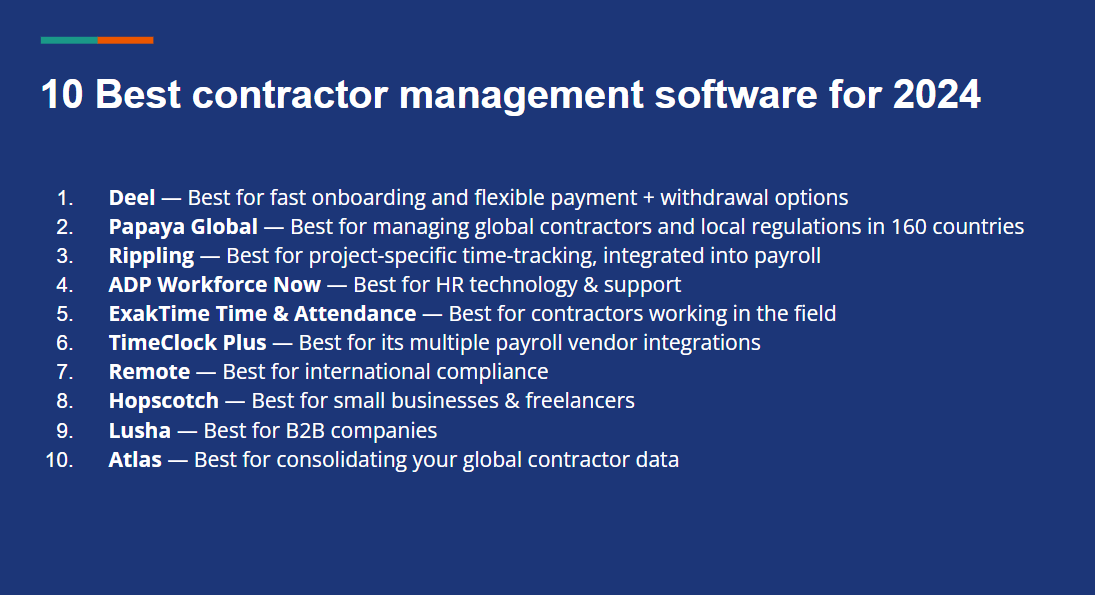 10 Best contractor management software for 2024
1. Deel — Best for fast onboarding and flexible payment + withdrawal options
2. Papaya Global — Best for managing global contractors and local regulations in 160 countries
3. Rippling — Best for project-specific time-tracking, integrated into payroll
4. ADP Workforce Now — Best for HR technology & support
5. ExakTime Time & Attendance — Best for contractors working in the field
6. TimeClock Plus — Best for its multiple payroll vendor integrations
7. Remote — Best for international compliance
8. Hopscotch — Best for small businesses & freelancers
9. Lusha — Best for B2B companies
10. Atlas — Best for consolidating your global contractor data